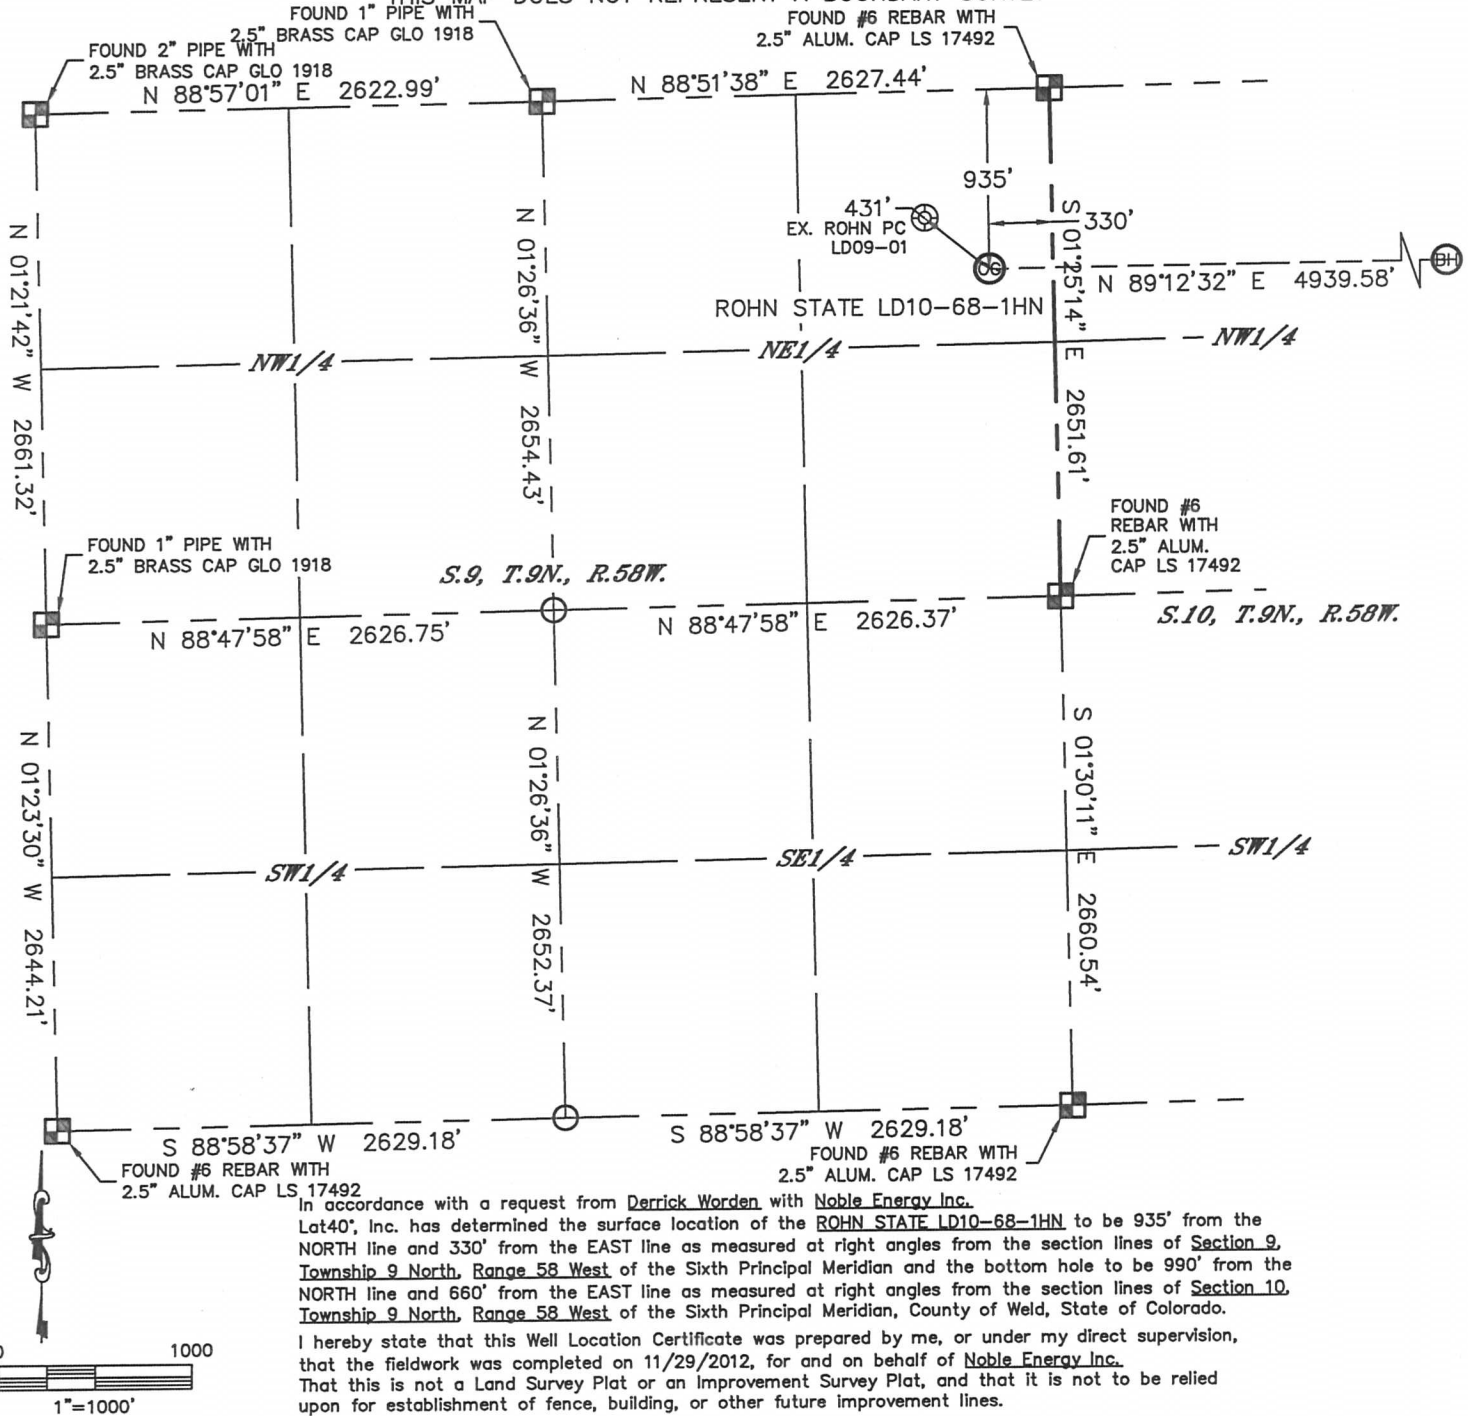 FOUND 1" PIPE WITH
2.5" BRASS CAP GLO 1918
FOUND #6 REBAR WITH
2.5" ALUM. CAP LS 17492
FOUND 2" PIPE WITH
2.5" BRASS CAP GLO 1918
N 88°57'01" E 2622.99'
N 88°51'38" E 2627.44'
935'
431'
EX. ROHN PC
LD09-01
330'
OG
BH
N 89°12'32" E 4939.58'
ROHN STATE LD10-68-1HN
N 01°21'42" W 2661.32'
N 01°26'36" W 2654.43'
S 01°25'14" E 2651.61'
NW1/4
NE1/4
NW1/4
FOUND #6
REBAR WITH
2.5" ALUM.
CAP LS 17492
FOUND 1" PIPE WITH
2.5" BRASS CAP GLO 1918
S.9, T.9N., R.58W.
N 88°47'58" E 2626.75'
N 88°47'58" E 2626.37'
S.10, T.9N., R.58W.
N 01°23'30" W 2644.21'
N 01°26'36" W 2652.37'
S 01°30'11" E 2660.54'
SW1/4
SE1/4
SW1/4
S 88°58'37" W 2629.18'
S 88°58'37" W 2629.18'
FOUND #6 REBAR WITH
2.5" ALUM. CAP LS 17492
FOUND #6 REBAR WITH
2.5" ALUM. CAP LS 17492
In accordance with a request from Derrick Worden with Noble Energy Inc.
Lat40°, Inc. has determined the surface location of the ROHN STATE LD10-68-1HN to be 935' from the
NORTH line and 330' from the EAST line as measured at right angles from the section lines of Section 9,
Township 9 North, Range 58 West of the Sixth Principal Meridian and the bottom hole to be 990' from the
NORTH line and 660' from the EAST line as measured at right angles from the section lines of Section 10,
Township 9 North, Range 58 West of the Sixth Principal Meridian, County of Weld, State of Colorado.
I hereby state that this Well Location Certificate was prepared by me, or under my direct supervision,
that the fieldwork was completed on 11/29/2012, for and on behalf of Noble Energy Inc.
That this is not a Land Survey Plat or an Improvement Survey Plat, and that it is not to be relied
upon for establishment of fence, building, or other future improvement lines.
1000
1"=1000'